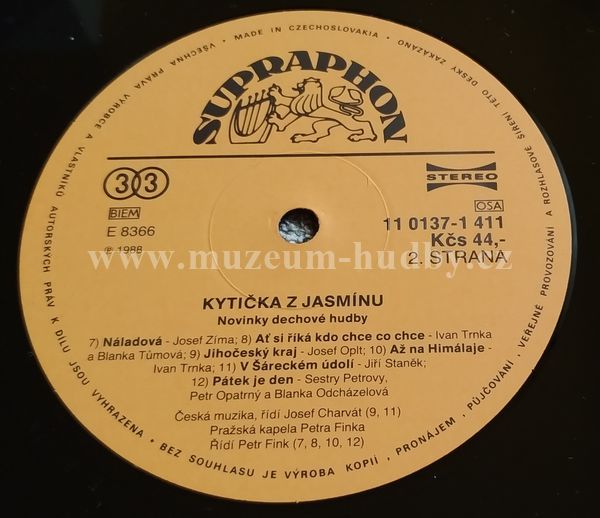 VŠECHNA PRÁVA VÝROBCE A VLASTNÍKŮ AUTORSKÝCH PRÁV K DÍLU JSOU VYHRAZENA • BEZ SOUHLASU JE VÝROBA KOPIÍ, PRONÁJEM, PŮJČOVÁNÍ, VEŘEJNÉ PROVOZOVÁNÍ A ROZHLASOVÉ ŠÍŘENÍ TÉTO DESKY ZAKÁZÁNO • MADE IN CZECHOSLOVAKIA •
SUPRAPHON
33
STEREO
BIEM
OSA
E 8366
11 0137-1 411
℗ 1988
Kčs 44,-
2. STRANA
www.muzeum-hudby.cz
KYTIČKA Z JASMÍNU
Novinky dechové hudby
7) Náladová - Josef Zíma; 8) Ať si říká kdo chce co chce - Ivan Trnka
a Blanka Tůmová; 9) Jihočeský kraj - Josef Oplt; 10) Až na Himálaje -
Ivan Trnka; 11) V Šáreckém údolí - Jiří Staněk;
12) Pátek je den - Sestry Petrovy,
Petr Opatrný a Blanka Odcházelová
Česká muzika, řídí Josef Charvát (9, 11)
Pražská kapela Petra Finka
Řídí Petr Fink (7, 8, 10, 12)